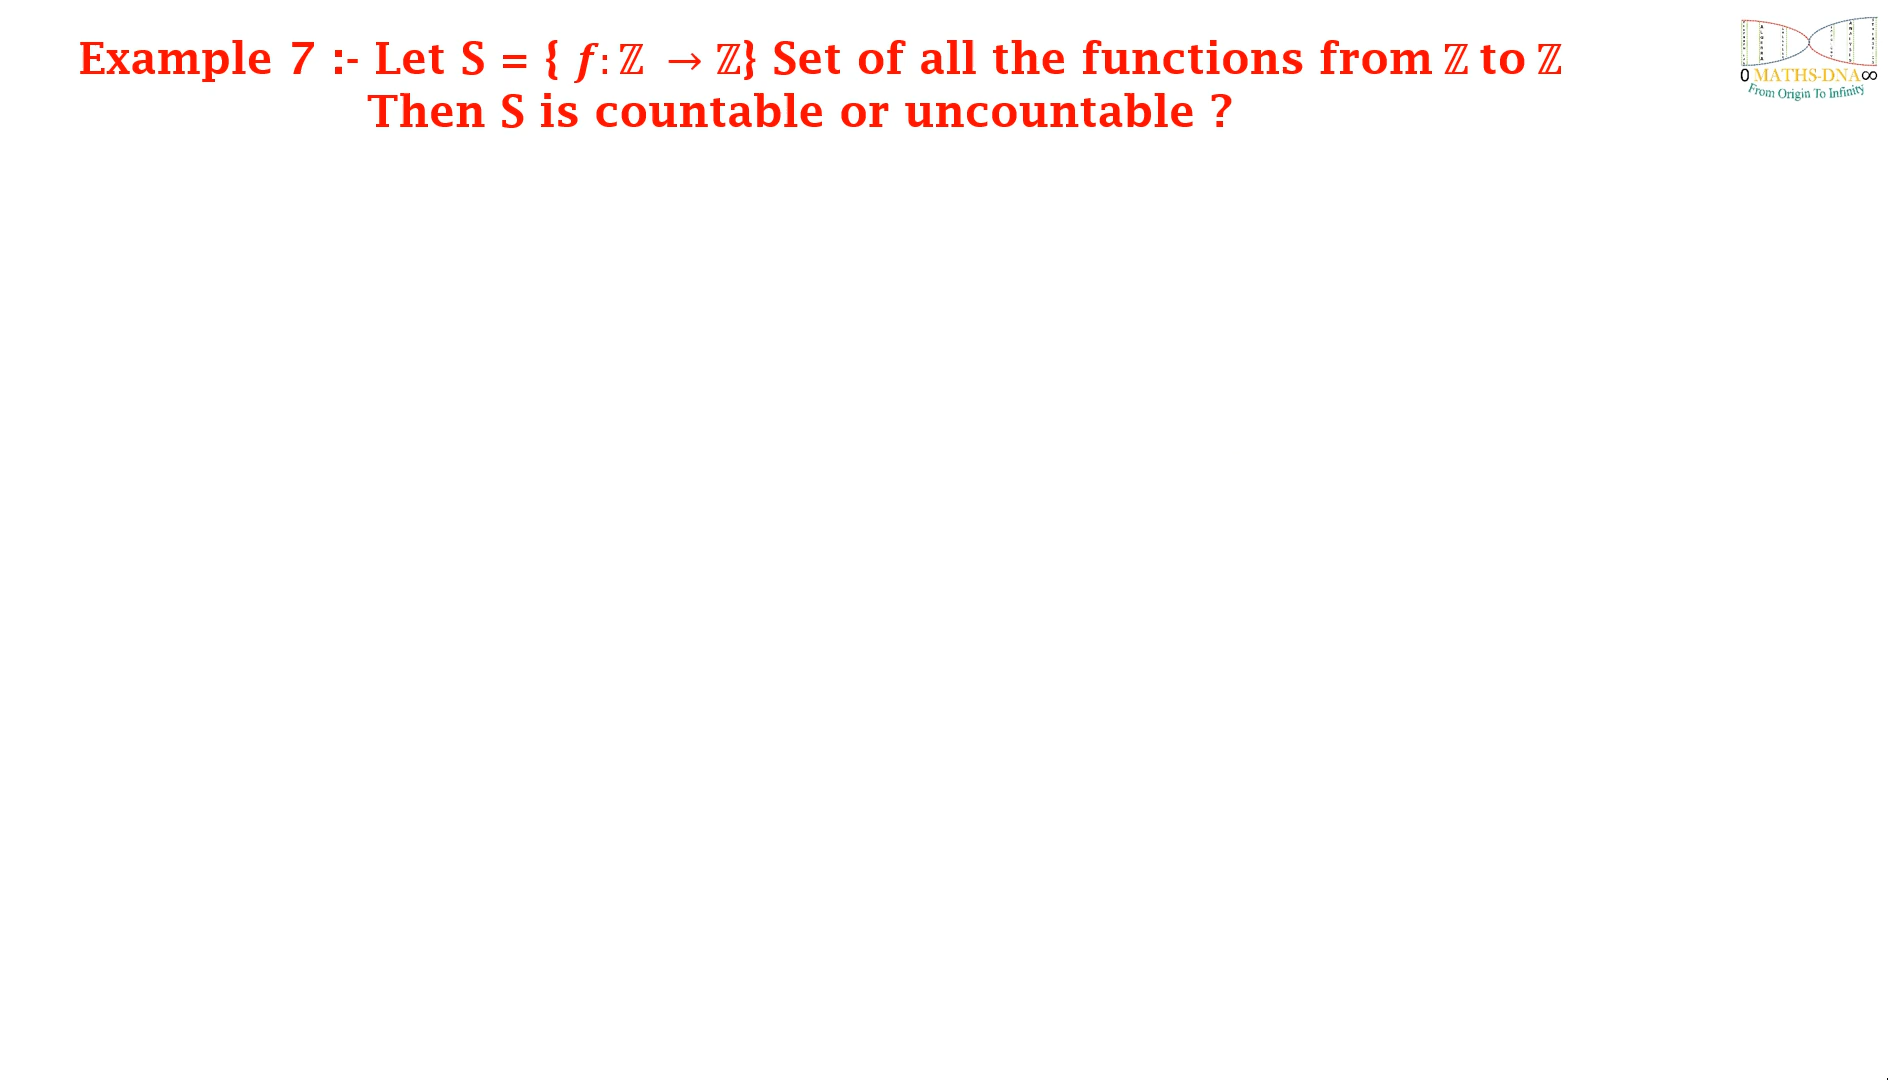 Example 7 :- Let S = { f: ℤ → ℤ} Set of all the functions from ℤ to ℤ
Then S is countable or uncountable ?
0 MATHS-DNA ∞
From Origin To Infinity